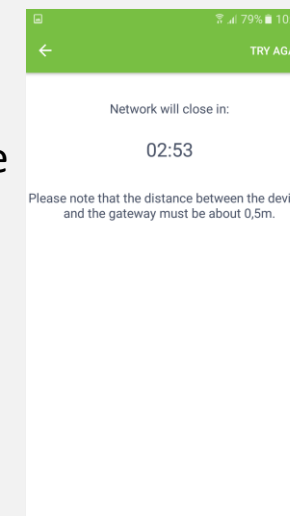 79% 10
TRY AGA
Network will close in:
e
02:53
Please note that the distance between the devi
and the gateway must be about 0,5m.